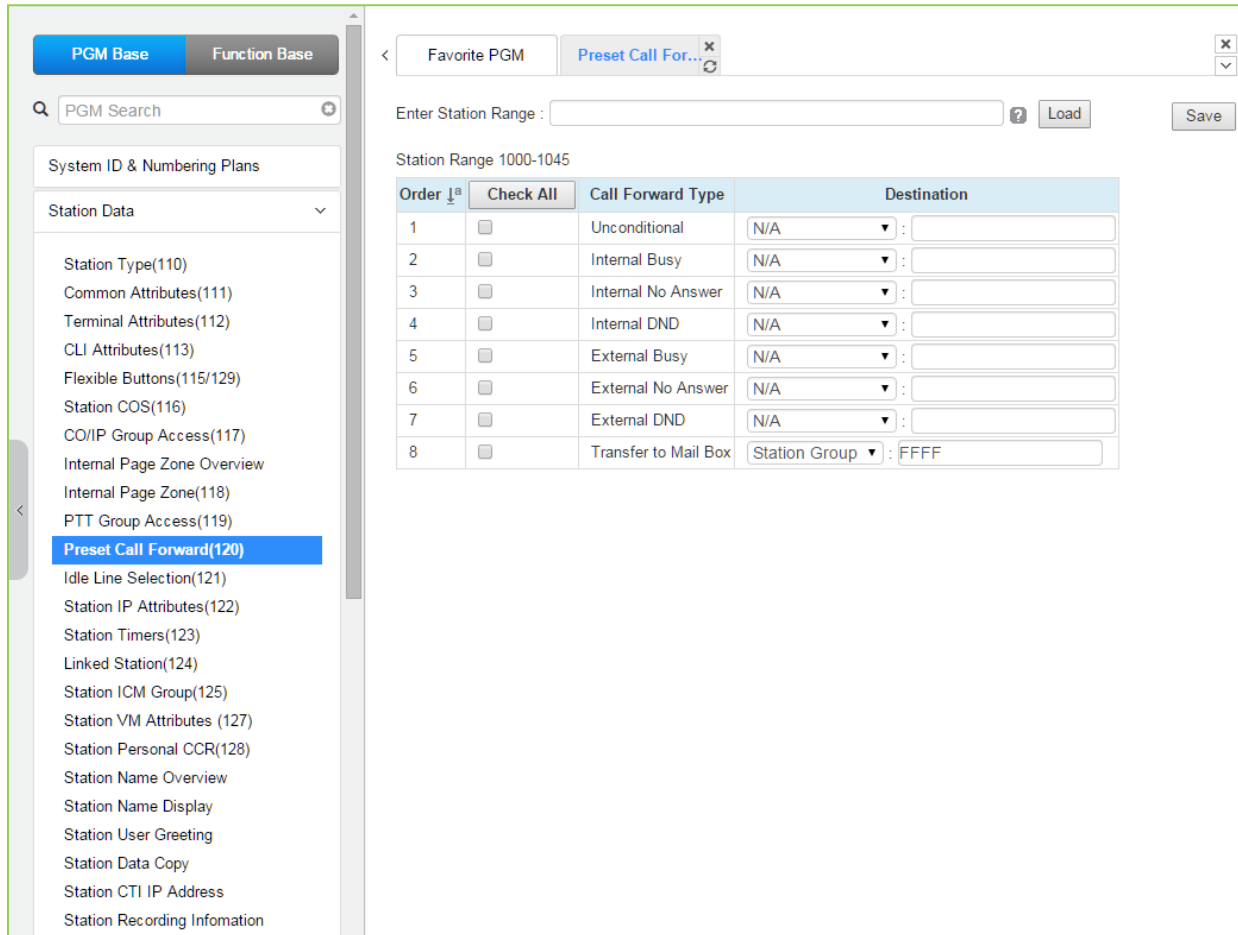 PGM Base
Function Base
PGM Search
System ID & Numbering Plans
Station Data
Station Type(110)
Common Attributes(111)
Terminal Attributes(112)
CLI Attributes(113)
Flexible Buttons(115/129)
Station COS(116)
CO/IP Group Access(117)
Internal Page Zone Overview
Internal Page Zone(118)
PTT Group Access(119)
Preset Call Forward(120)
Idle Line Selection(121)
Station IP Attributes(122)
Station Timers(123)
Linked Station(124)
Station ICM Group(125)
Station VM Attributes (127)
Station Personal CCR(128)
Station Name Overview
Station Name Display
Station User Greeting
Station Data Copy
Station CTI IP Address
Station Recording Infomation
Favorite PGM
Preset Call For...
Enter Station Range :
Load
Save
Station Range 1000-1045
Order Check All Call Forward Type Destination
1 Unconditional N/A :
2 Internal Busy N/A :
3 Internal No Answer N/A :
4 Internal DND N/A :
5 External Busy N/A :
6 External No Answer N/A :
7 External DND N/A :
8 Transfer to Mail Box Station Group : FFFF